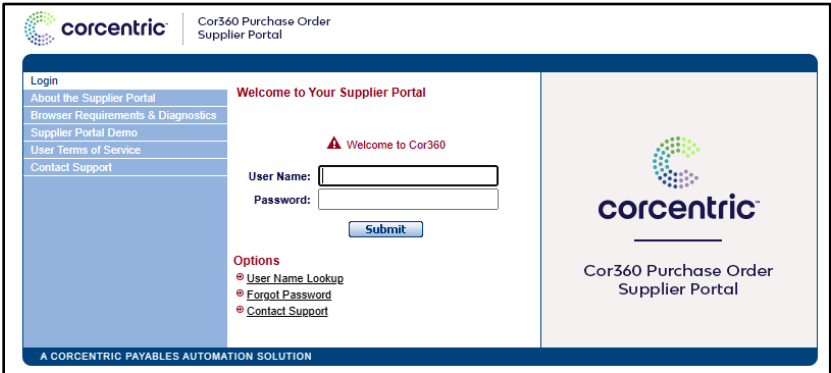 corcentric™
Cor360 Purchase Order
Supplier Portal
Login
About the Supplier Portal
Browser Requirements & Diagnostics
Supplier Portal Demo
User Terms of Service
Contact Support
Welcome to Your Supplier Portal
Welcome to Cor360
User Name:
Password:
Submit
Options
User Name Lookup
Forgot Password
Contact Support
corcentric™
Cor360 Purchase Order
Supplier Portal
A CORCENTRIC PAYABLES AUTOMATION SOLUTION